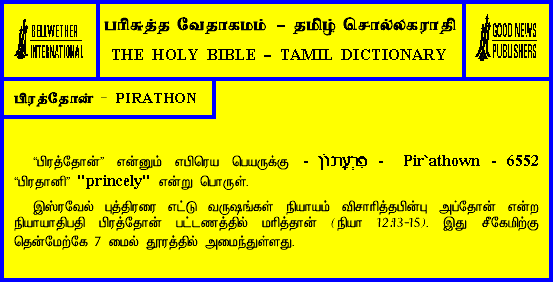 BELLWETHER
INTERNATIONAL
பரிசுத்த வேதாகமம் – தமிழ் சொல்லகராதி
THE HOLY BIBLE – TAMIL DICTIONARY
GOOD NEWS
PUBLISHERS
பிரத்தோன் – PIRATHON
“பிரத்தோன்” என்னும் எபிரெய பெயருக்கு - פִּרְעָתוֹן - Pir`athown - 6552
“பிரதானி” "princely" என்று பொருள்.
இஸ்ரவேல் புத்திரரை எட்டு வருஷங்கள் நியாயம் விசாரித்தபின்பு அப்தோன் என்ற
நியாயாதிபதி பிரத்தோன் பட்டணத்தில் மரித்தான் (நியா 12:13-15). இது சீகேமிற்கு
தென்மேற்கே 7 மைல் தூரத்தில் அமைந்துள்ளது.